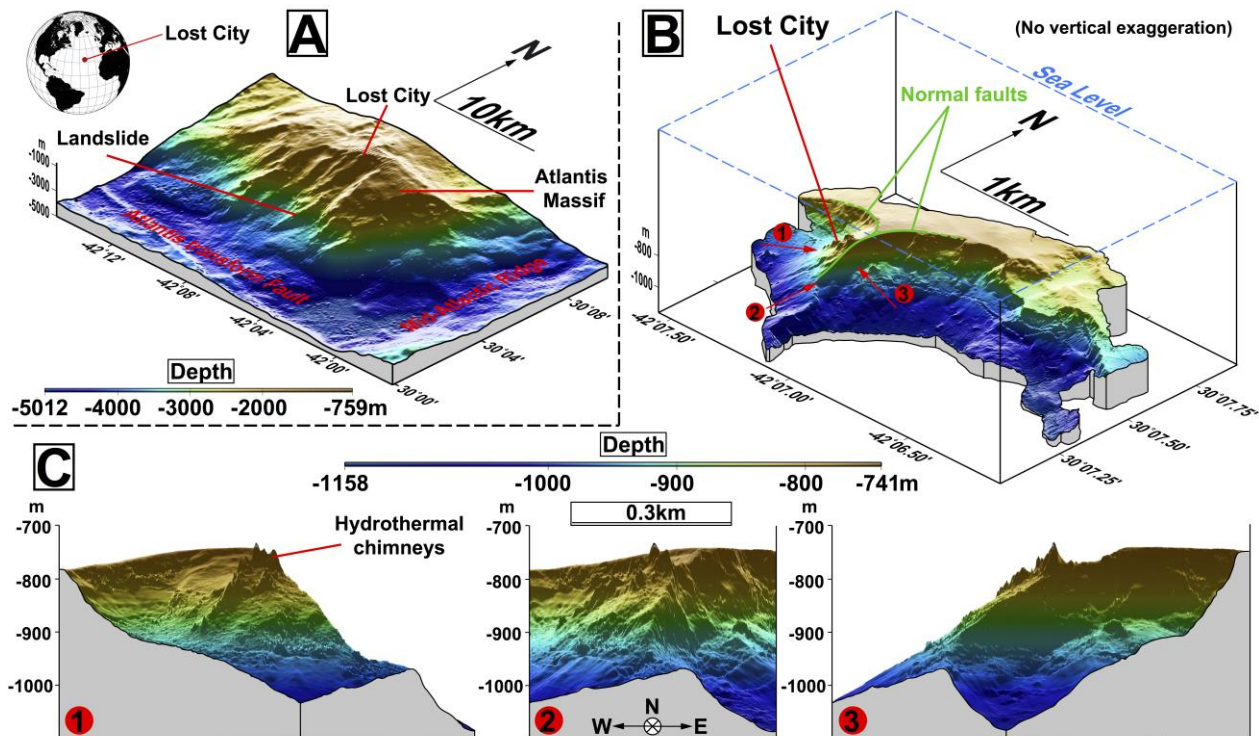 Lost City
A
N
10km
Lost City
Landslide
Atlantis
Massif
m
-1000
-3000
-5000
Atlantis transform Fault
Mid-Atlantic Ridge
-42°12'
-42°08'
-42°04'
-42°00'
30°00'
30°04'
30°08'
Depth
-5012 -4000 -3000 -2000 -759m
B
Lost City
(No vertical exaggeration)
Sea Level
Normal faults
N
1km
m
-800
-1000
1
2
3
-42°07.50'
-42°07.00'
-42°06.50'
30°07.25'
30°07.50'
30°07.75'
C
Depth
-1158 -1000 -900 -800 -741m
0.3km
m
-700
-800
-900
-1000
Hydrothermal
chimneys
1
m
-700
-800
-900
-1000
N
W E
2
m
-700
-800
-900
-1000
3